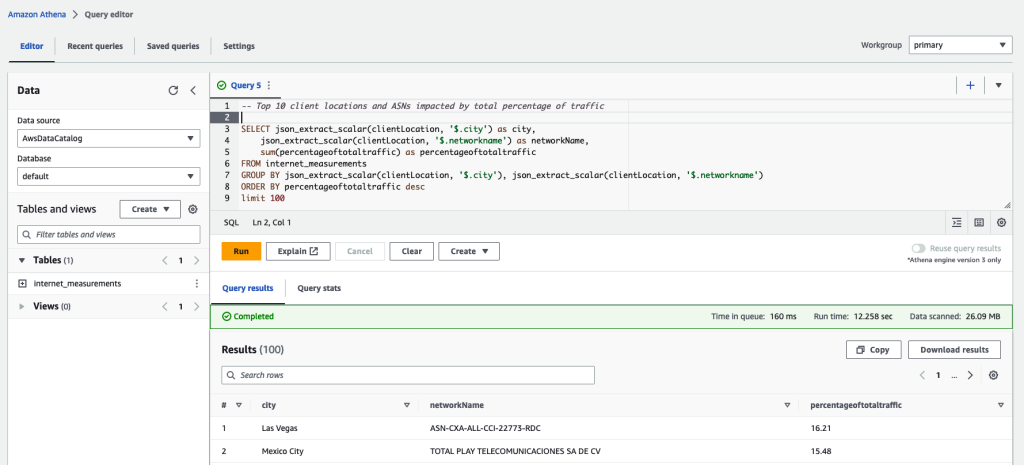 Amazon Athena > Query editor
Editor Recent queries Saved queries Settings
Workgroup primary
Data
Data source
AwsDataCatalog
Database
default
Tables and views Create
Filter tables and views
Tables (1) 1
internet_measurements
Views (0) 1
Query 5
1 -- Top 10 client locations and ASNs impacted by total percentage of traffic
2
3 SELECT json_extract_scalar(clientLocation, '$.city') as city,
4 json_extract_scalar(clientLocation, '$.networkname') as networkName,
5 sum(percentageoftotaltraffic) as percentageoftotaltraffic
6 FROM internet_measurements
7 GROUP BY json_extract_scalar(clientLocation, '$.city'), json_extract_scalar(clientLocation, '$.networkname')
8 ORDER BY percentageoftotaltraffic desc
9 limit 100
SQL Ln 2, Col 1
Run Explain Cancel Clear Create
Reuse query results
*Athena engine version 3 only
Query results Query stats
Completed Time in queue: 160 ms Run time: 12.258 sec Data scanned: 26.09 MB
Results (100) Copy Download results
Search rows
1 ...
# city networkName percentageoftotaltraffic
1 Las Vegas ASN-CXA-ALL-CCI-22773-RDC 16.21
2 Mexico City TOTAL PLAY TELECOMUNICACIONES SA DE CV 15.48